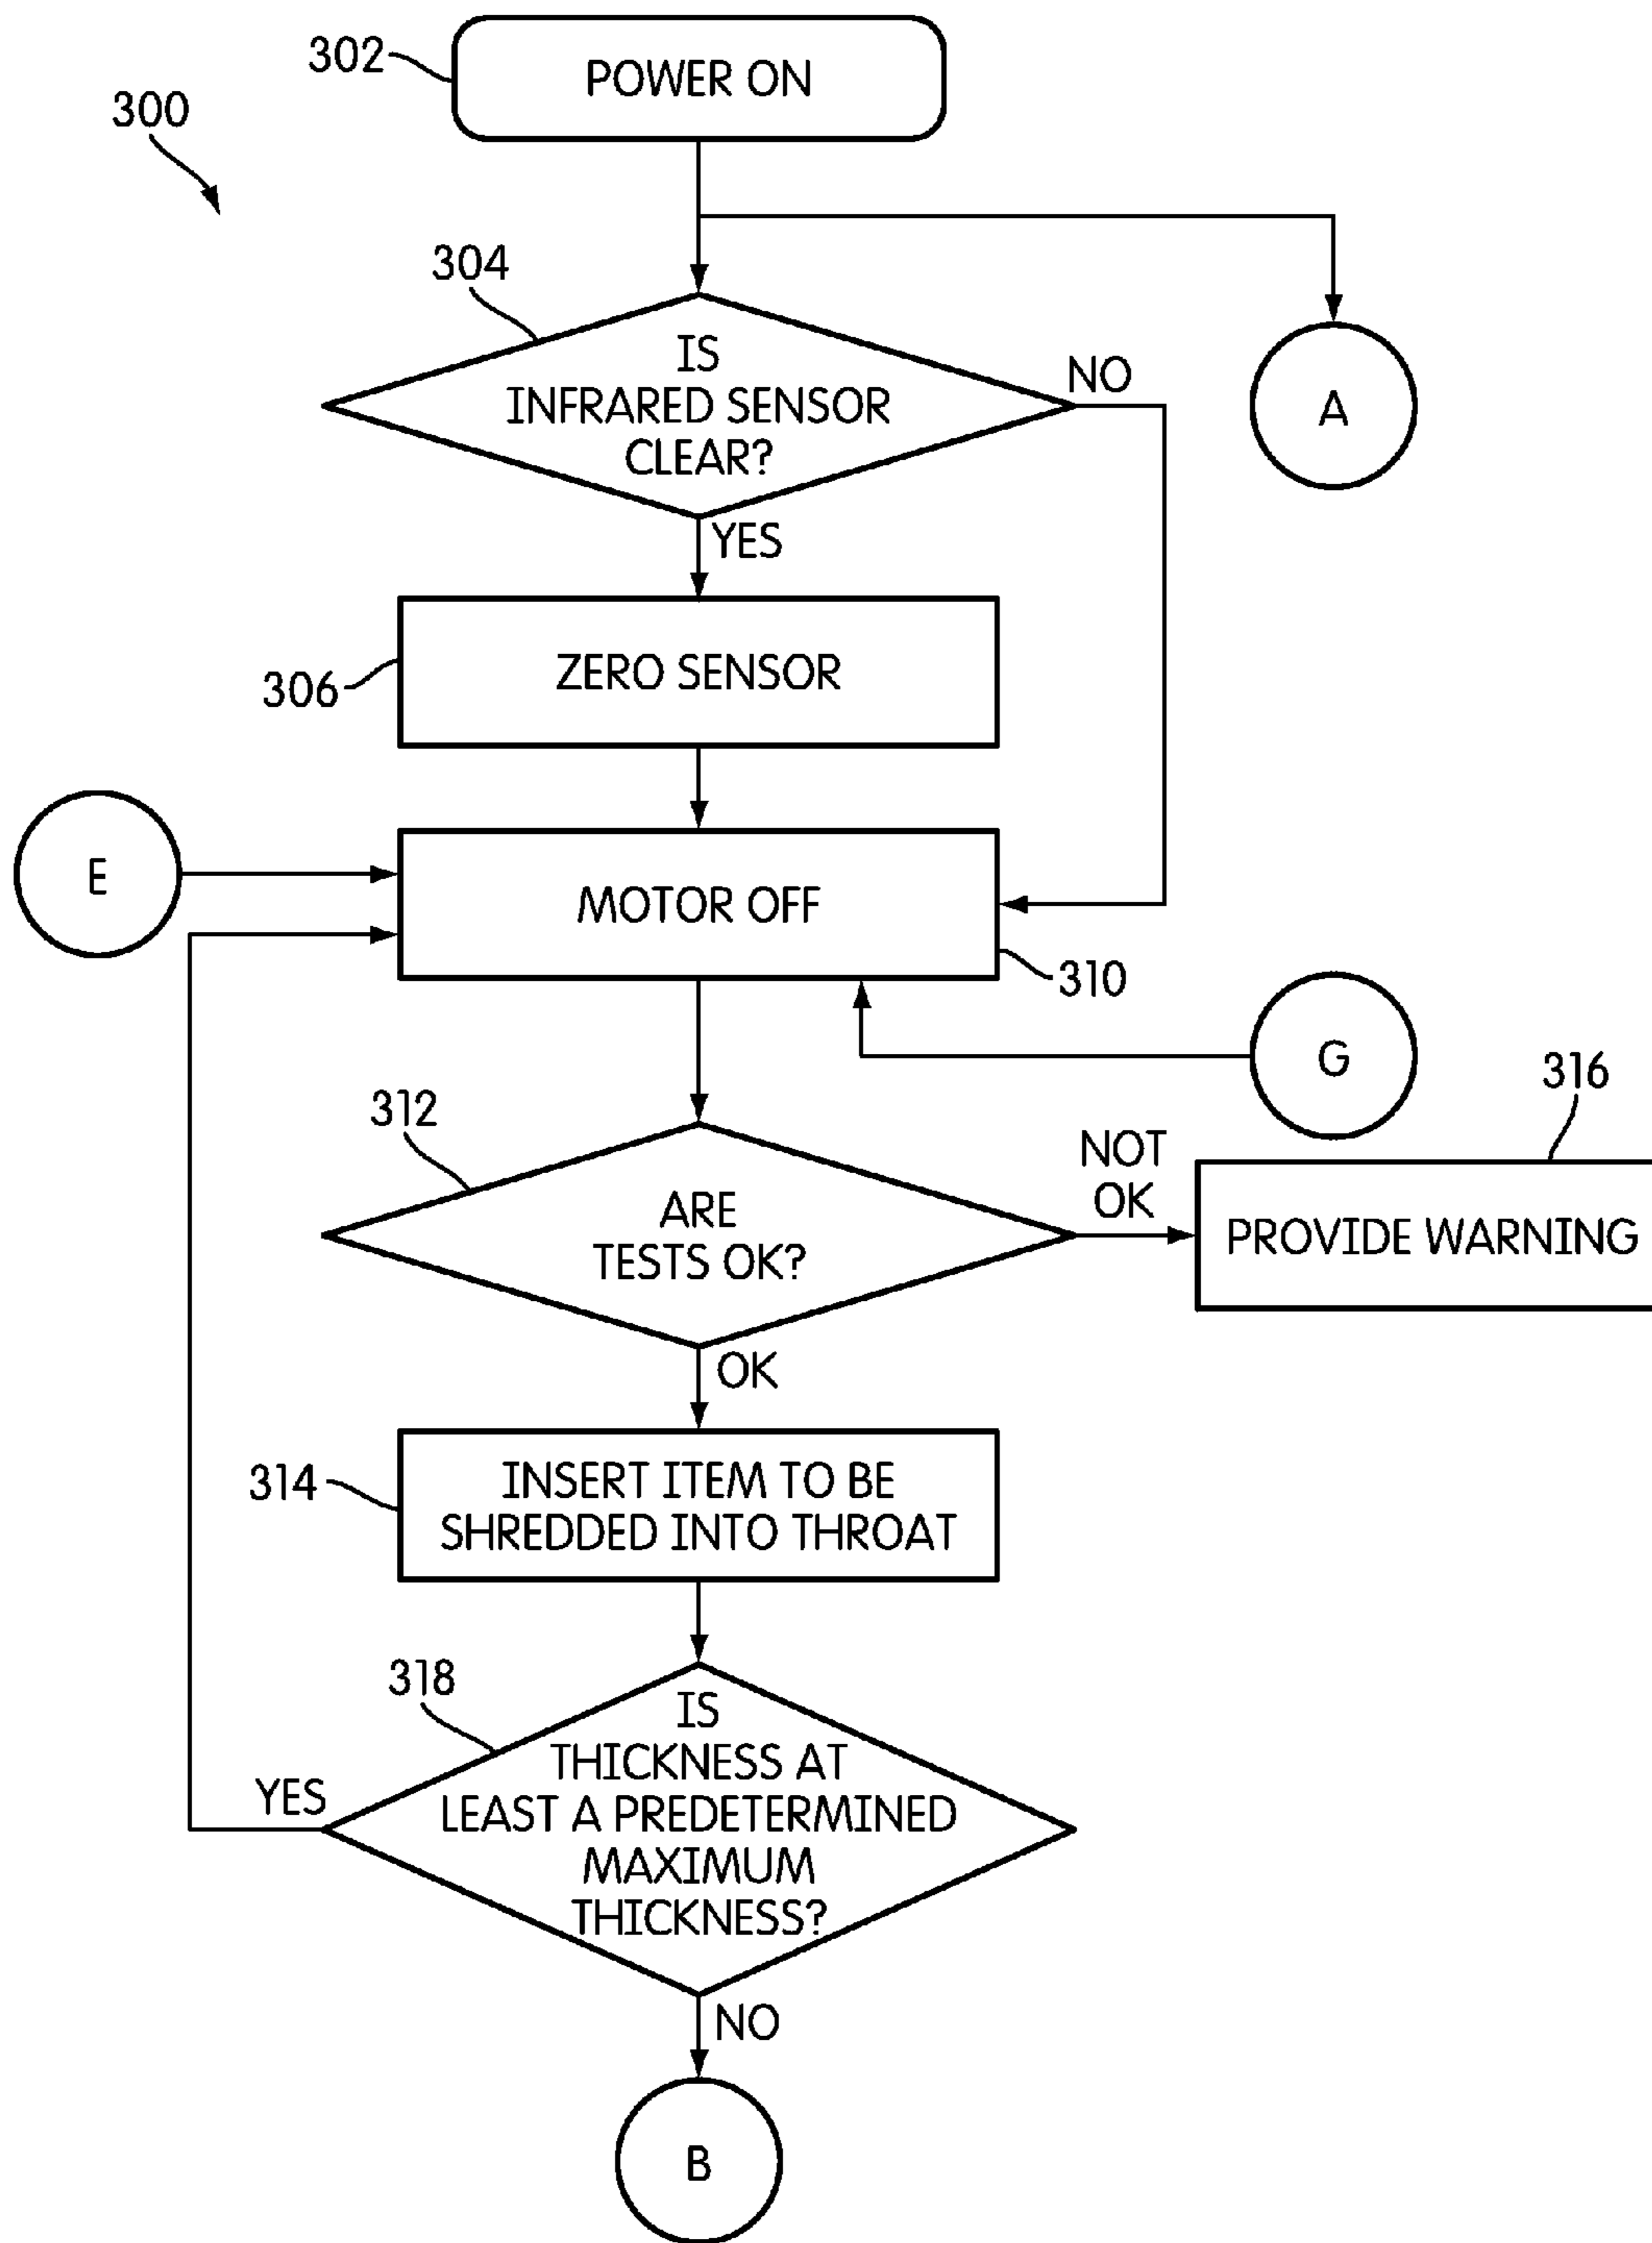 302
POWER ON
300
304
IS
INFRARED SENSOR
CLEAR?
NO
A
YES
306
ZERO SENSOR
E
MOTOR OFF
310
G
312
ARE
TESTS OK?
NOT
OK
316
PROVIDE WARNING
OK
314
INSERT ITEM TO BE
SHREDDED INTO THROAT
318
IS
THICKNESS AT
LEAST A PREDETERMINED
MAXIMUM
THICKNESS?
YES
NO
B